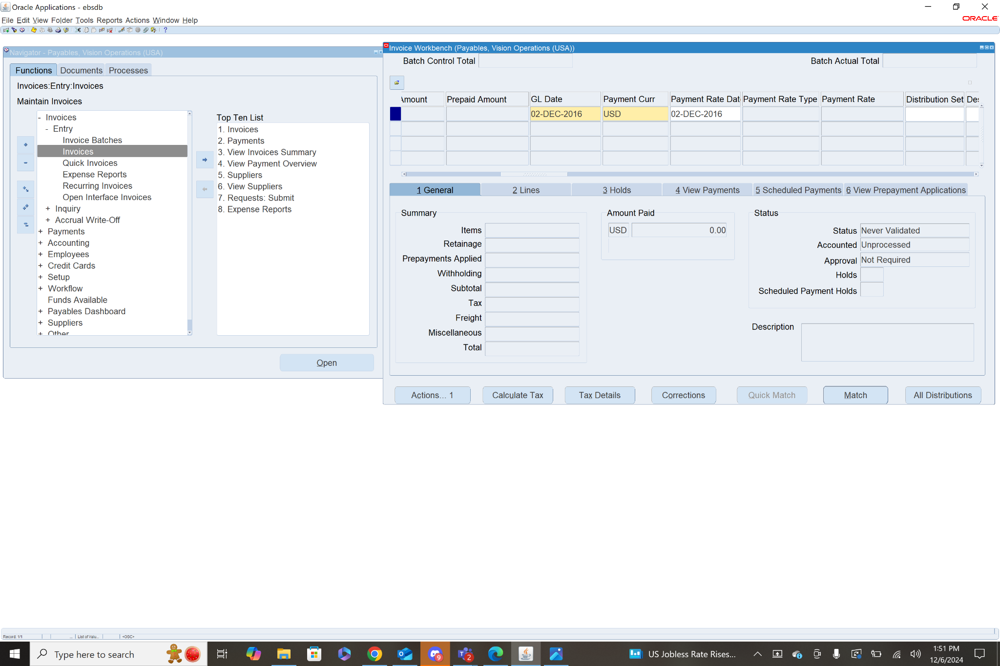 Oracle Applications - ebsdb
File Edit View Folder Tools Reports Actions Window Help
ORACLE
Navigator - Payables, Vision Operations (USA)
Functions Documents Processes
Invoices:Entry:Invoices
Maintain Invoices
- Invoices
- Entry
Invoice Batches
Invoices
Quick Invoices
Expense Reports
Recurring Invoices
Open Interface Invoices
+ Inquiry
+ Accrual Write-Off
+ Payments
+ Accounting
+ Employees
+ Credit Cards
+ Setup
+ Workflow
Funds Available
+ Payables Dashboard
+ Suppliers
+ Other
Top Ten List
1. Invoices
2. Payments
3. View Invoices Summary
4. View Payment Overview
5. Suppliers
6. View Suppliers
7. Requests: Submit
8. Expense Reports
Open
Invoice Workbench (Payables, Vision Operations (USA))
Batch Control Total Batch Actual Total
Amount Prepaid Amount GL Date Payment Curr Payment Rate Dat Payment Rate Type Payment Rate Distribution Set Des
02-DEC-2016 USD 02-DEC-2016
1 General 2 Lines 3 Holds 4 View Payments 5 Scheduled Payments 6 View Prepayment Applications
Summary
Items
Retainage
Prepayments Applied
Withholding
Subtotal
Tax
Freight
Miscellaneous
Total
Amount Paid
USD 0.00
Status
Status Never Validated
Accounted Unprocessed
Approval Not Required
Holds
Scheduled Payment Holds
Description
Actions... 1 Calculate Tax Tax Details Corrections Quick Match Match All Distributions
Record: 1/1 ... List of Valu... <OSC>
Type here to search
9
2
US Jobless Rate Rises...
1:51 PM
12/6/2024